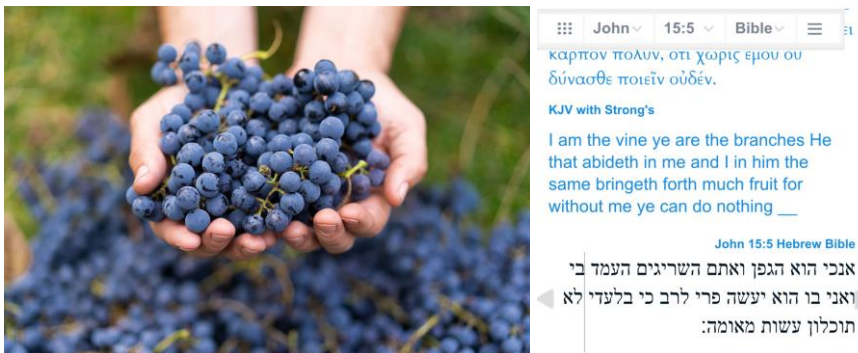 John 15:5 Bible
καρπὸν πολύν, ὅτι χωρὶς ἐμοῦ οὐ
δύνασθε ποιεῖν οὐδέν.
KJV with Strong's
I am the vine ye are the branches He
that abideth in me and I in him the
same bringeth forth much fruit for
without me ye can do nothing __
John 15:5 Hebrew Bible
אנכי הוא הגפן ואתם השריגים העמד בי
ואני בו הוא יעשה פרי לרב כי בלעדי לא
תוכלון עשות מאומה׃